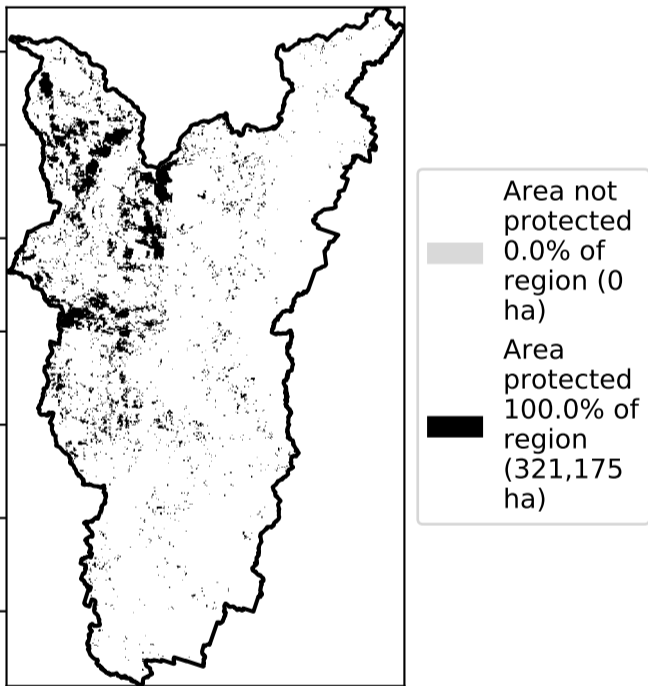 Area not
protected
0.0% of
region (0
ha)
Area
protected
100.0% of
region
(321,175
ha)